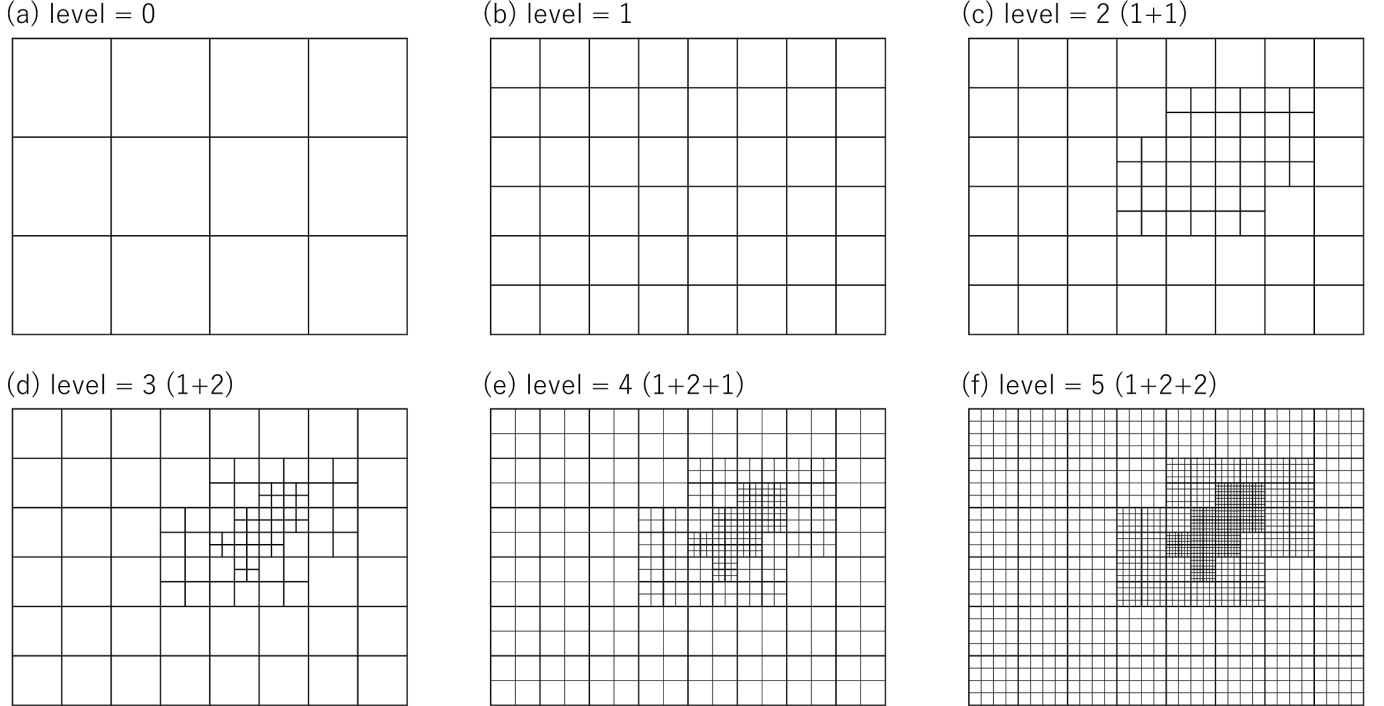 (a) level = 0
(b) level = 1
(c) level = 2 (1+1)
(d) level = 3 (1+2)
(e) level = 4 (1+2+1)
(f) level = 5 (1+2+2)